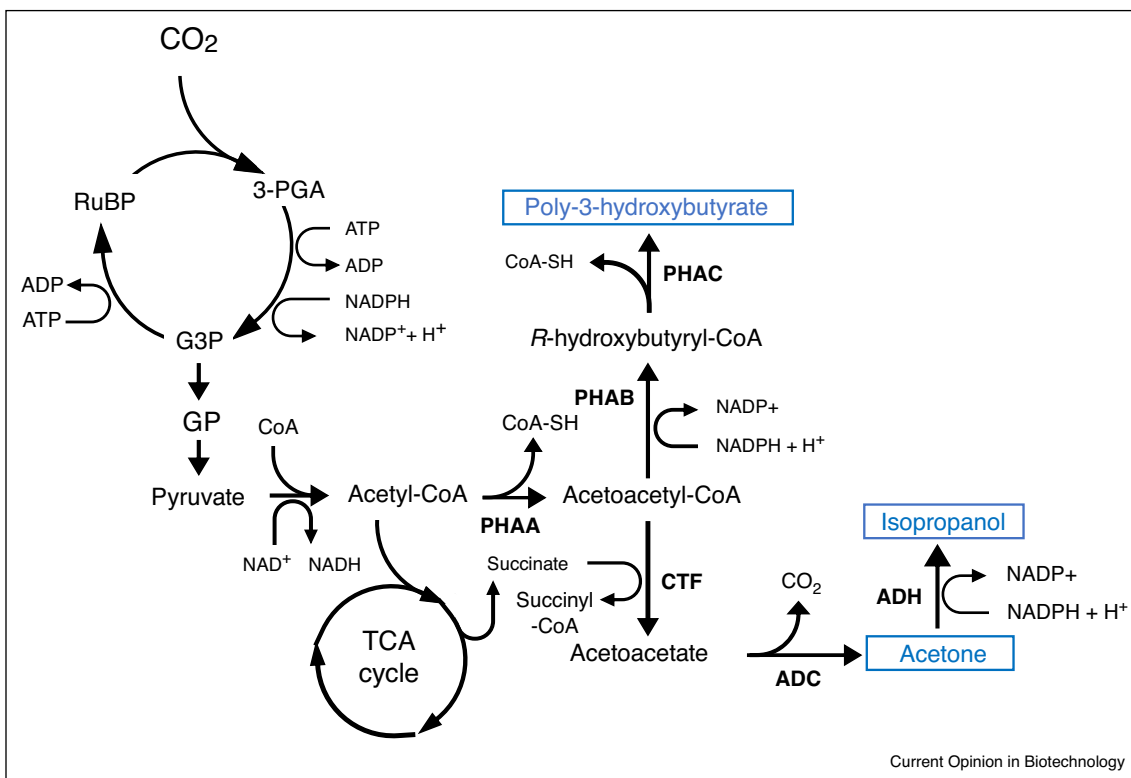 CO2
3-PGA
RuBP
ATP
ADP
NADPH
NADP+ + H+
ADP
ATP
G3P
GP
Pyruvate
CoA
NAD+
NADH
Acetyl-CoA
CoA-SH
PHAA
Acetoacetyl-CoA
Poly-3-hydroxybutyrate
CoA-SH
PHAC
R-hydroxybutyryl-CoA
PHAB
NADP+
NADPH + H+
TCA
cycle
Succinate
Succinyl
-CoA
CTF
Acetoacetate
CO2
ADC
Isopropanol
ADH
NADP+
NADPH + H+
Acetone
Current Opinion in Biotechnology